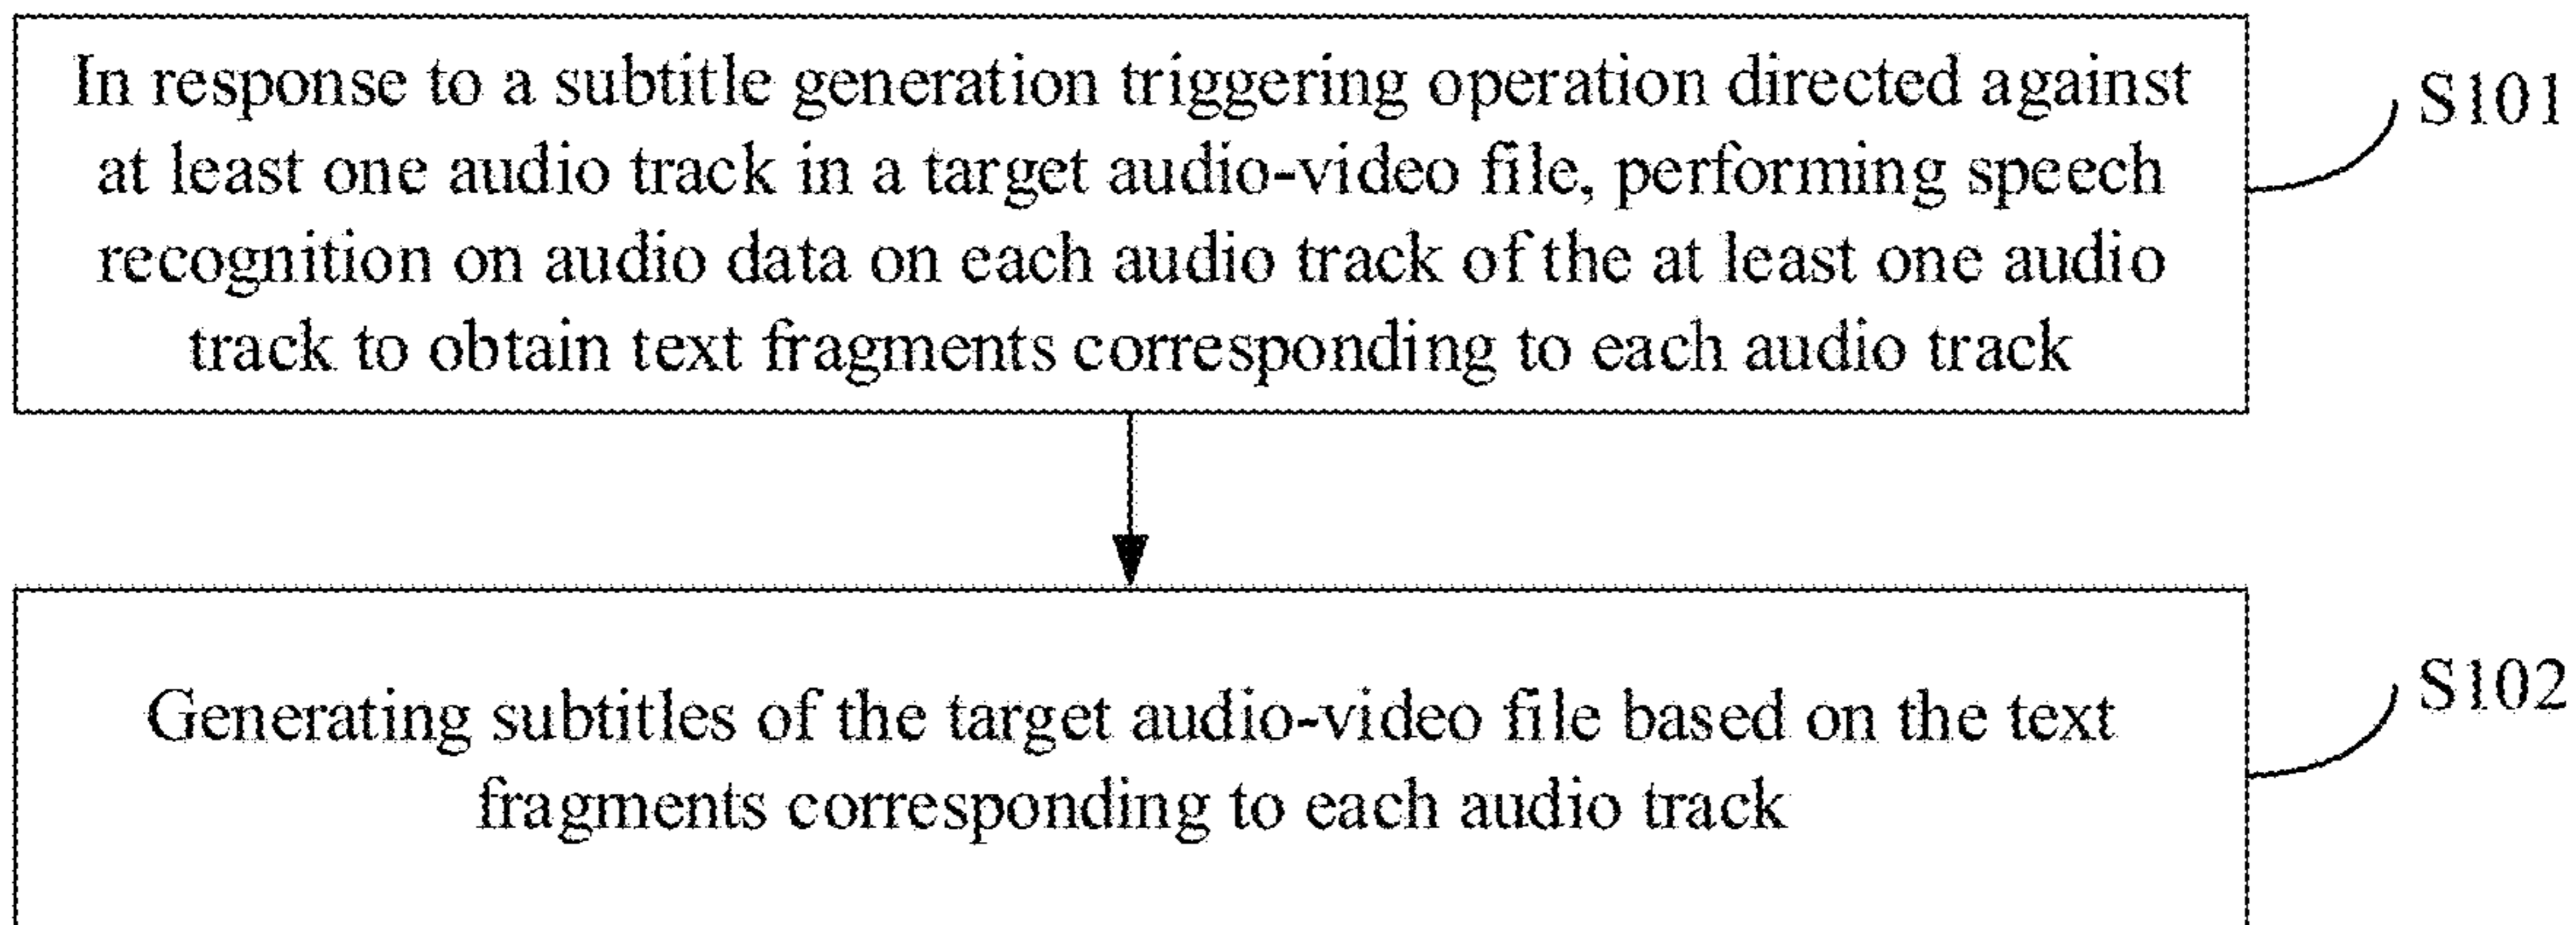 In response to a subtitle generation triggering operation directed against
at least one audio track in a target audio-video file, performing speech
recognition on audio data on each audio track of the at least one audio
track to obtain text fragments corresponding to each audio track
S101
Generating subtitles of the target audio-video file based on the text
fragments corresponding to each audio track
S102